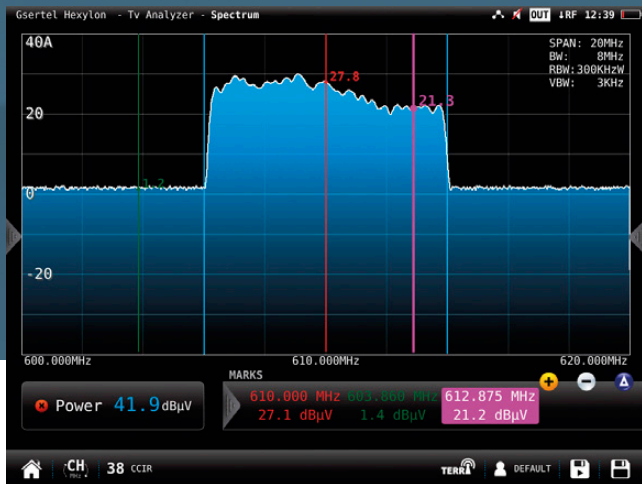 Gsertel Hexylon - Tv Analyzer - Spectrum
OUT ↓RF 12:39
40A
SPAN: 20MHz
BW: 8MHz
RBW:300KHzW
VBW: 3KHz
27.8
21.3
20
1.2
0
-20
600.000MHz 610.000MHz 620.000MHz
MARKS
Power 41.9dBμV
610.000 MHz 603.860 MHz 612.875 MHz
27.1 dBμV 1.4 dBμV 21.2 dBμV
CH MHz 38 CCIR TERR DEFAULT